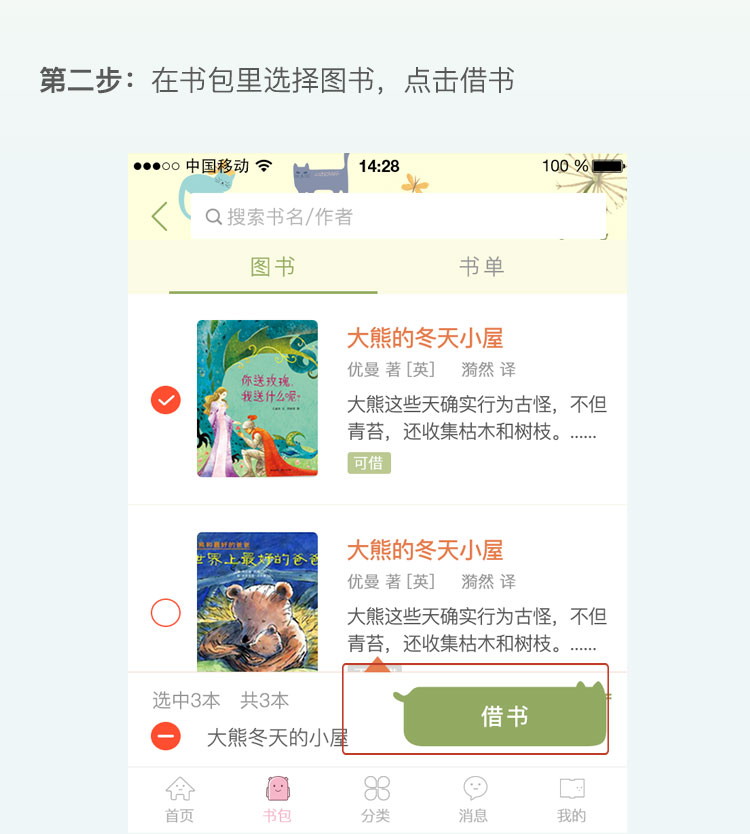 第二步：在书包里选择图书，点击借书
中国移动 14:28 100 %
搜索书名/作者
图书 书单
大熊的冬天小屋
优曼 著 [英] 漪然 译
你送玫瑰，
我送什么呢。
大熊这些天确实行为古怪，不但
青苔，还收集枯木和树枝。......
可借
大熊的冬天小屋
世界上最好的爸爸
优曼 著 [英] 漪然 译
大熊这些天确实行为古怪，不但
青苔，还收集枯木和树枝。......
选中3本 共3本
借书
大熊冬天的小屋
首页 书包 分类 消息 我的